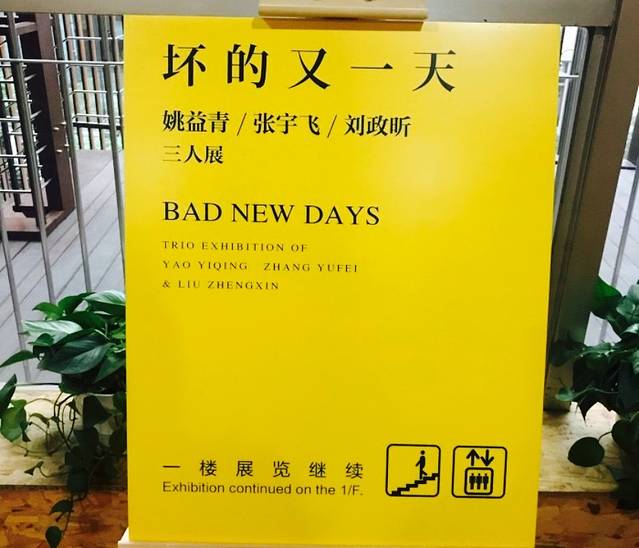 坏的又一天
姚益青 / 张宇飞 / 刘政昕
三人展
BAD NEW DAYS
TRIO EXHIBITION OF
YAO YIQING ZHANG YUFEI
& LIU ZHENGXIN
一楼展览继续
Exhibition continued on the 1/F.